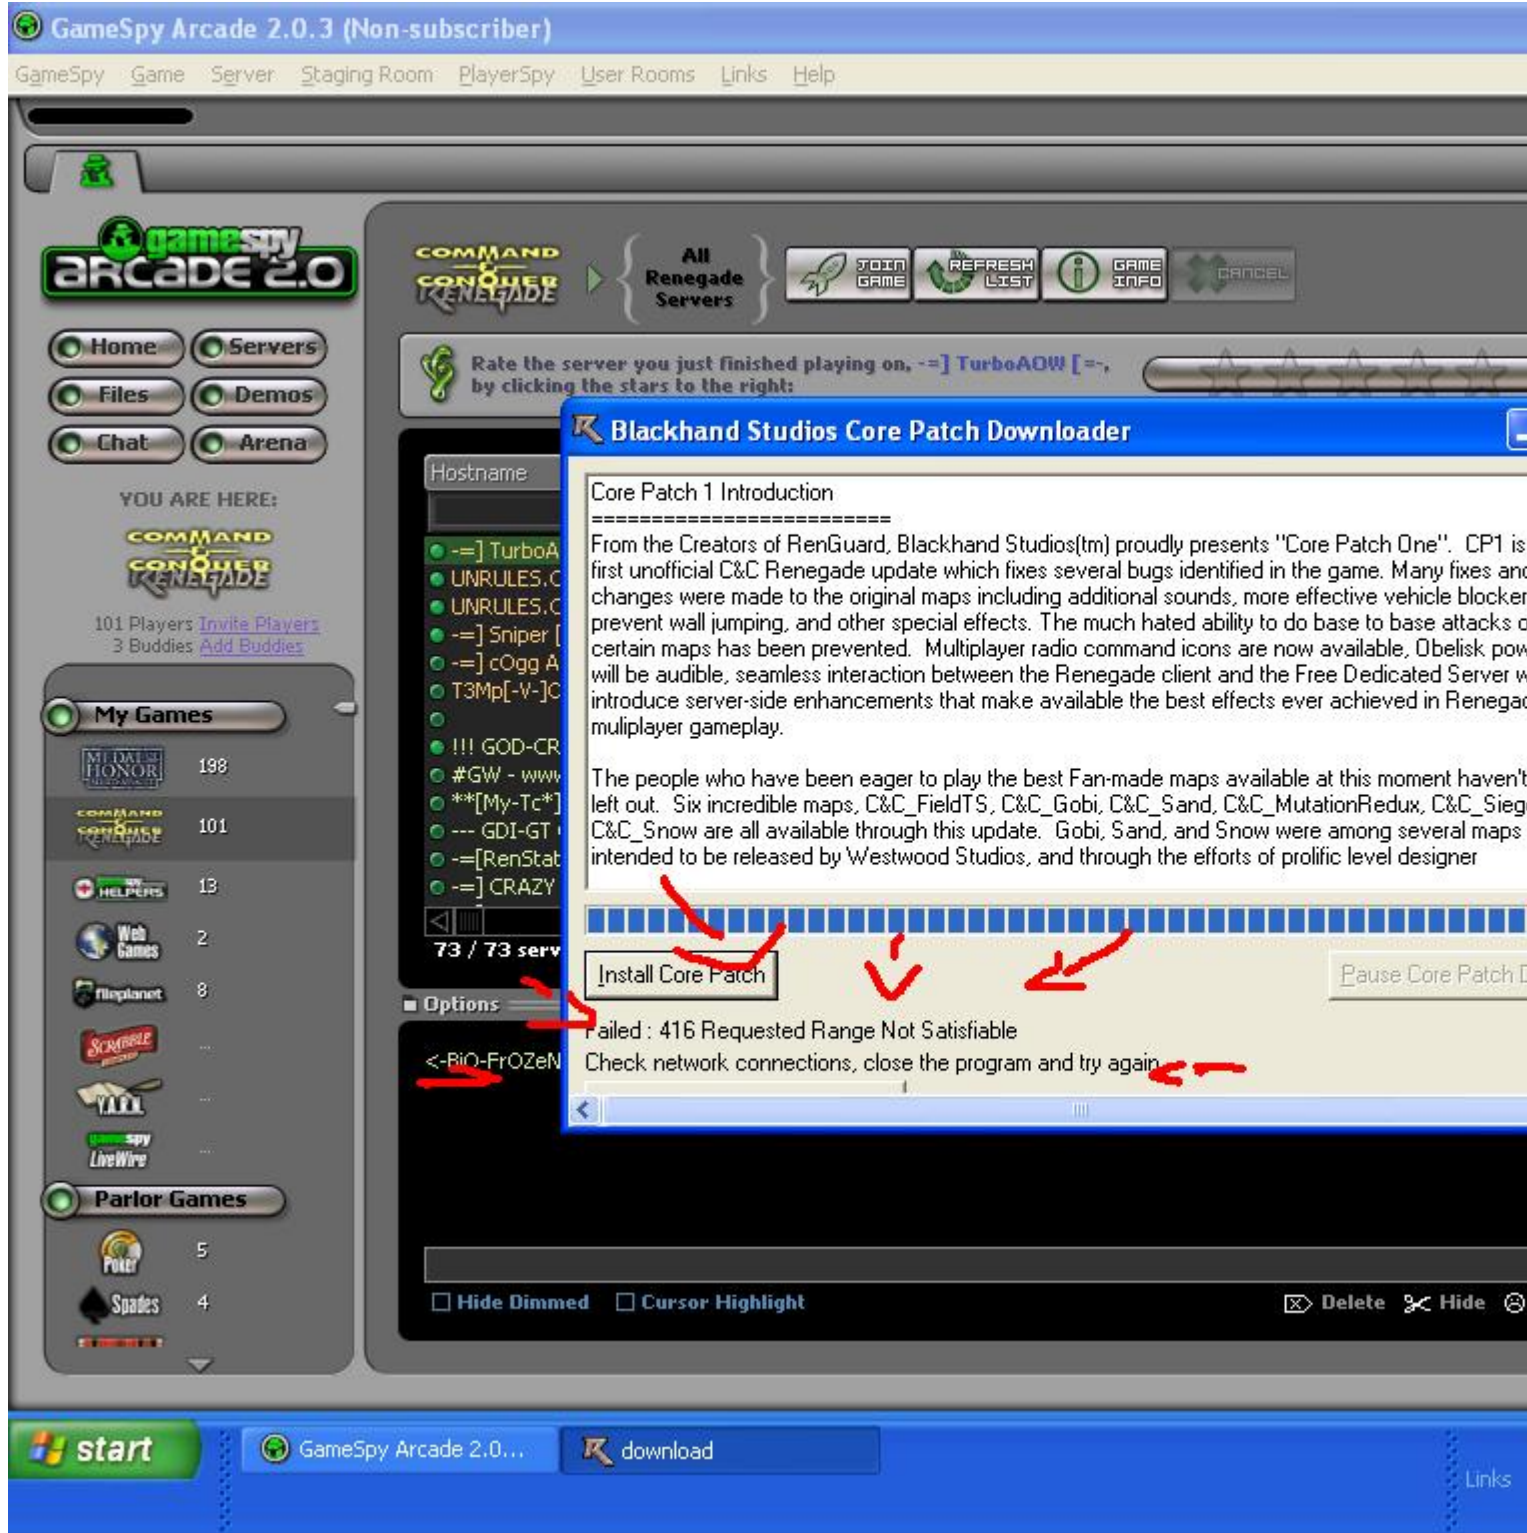 GameSpy Arcade 2.0.3 (Non-subscriber)
GameSpy Game Server Staging Room PlayerSpy User Rooms Links Help
gamespy
ARCADE 2.0
COMMAND & CONQUER RENEGADE
All Renegade Servers
JOIN GAME
REFRESH LIST
GAME INFO
CANCEL
Home Servers
Files Demos
Chat Arena
Rate the server you just finished playing on, -=] TurboAOW [=-,
by clicking the stars to the right:
YOU ARE HERE:
COMMAND & CONQUER RENEGADE
101 Players Invite Players
3 Buddies Add Buddies
My Games
MEDAL OF HONOR 198
COMMAND & CONQUER RENEGADE 101
SPY HELPERS 13
Web Games 2
fileplanet 8
SCRABBLE ...
Y.A.R.N. ...
gamespy LiveWire ...
Parlor Games
Poker 5
Spades 4
Hostname
-=] TurboA
UNRULES.C
UNRULES.C
-=] Sniper [
-=] cOgg A
T3Mp[-V-]C
!!! GOD-CR
#GW - www
**[My-Tc*]
--- GDI-GT
-=[RenStat
-=] CRAZY
73 / 73 serv
Options
<-BiO-FrOZeN
Blackhand Studios Core Patch Downloader
Core Patch 1 Introduction
=========================
From the Creators of RenGuard, Blackhand Studios(tm) proudly presents "Core Patch One". CP1 is
first unofficial C&C Renegade update which fixes several bugs identified in the game. Many fixes and
changes were made to the original maps including additional sounds, more effective vehicle blocker
prevent wall jumping, and other special effects. The much hated ability to do base to base attacks o
certain maps has been prevented. Multiplayer radio command icons are now available, Obelisk pow
will be audible, seamless interaction between the Renegade client and the Free Dedicated Server w
introduce server-side enhancements that make available the best effects ever achieved in Renegad
muliplayer gameplay.
The people who have been eager to play the best Fan-made maps available at this moment haven't
left out. Six incredible maps, C&C_FieldTS, C&C_Gobi, C&C_Sand, C&C_MutationRedux, C&C_Sieg
C&C_Snow are all available through this update. Gobi, Sand, and Snow were among several maps
intended to be released by Westwood Studios, and through the efforts of prolific level designer
Install Core Patch
Pause Core Patch D
Failed : 416 Requested Range Not Satisfiable
Check network connections, close the program and try again
Hide Dimmed Cursor Highlight
Delete Hide
start
GameSpy Arcade 2.0...
download
Links